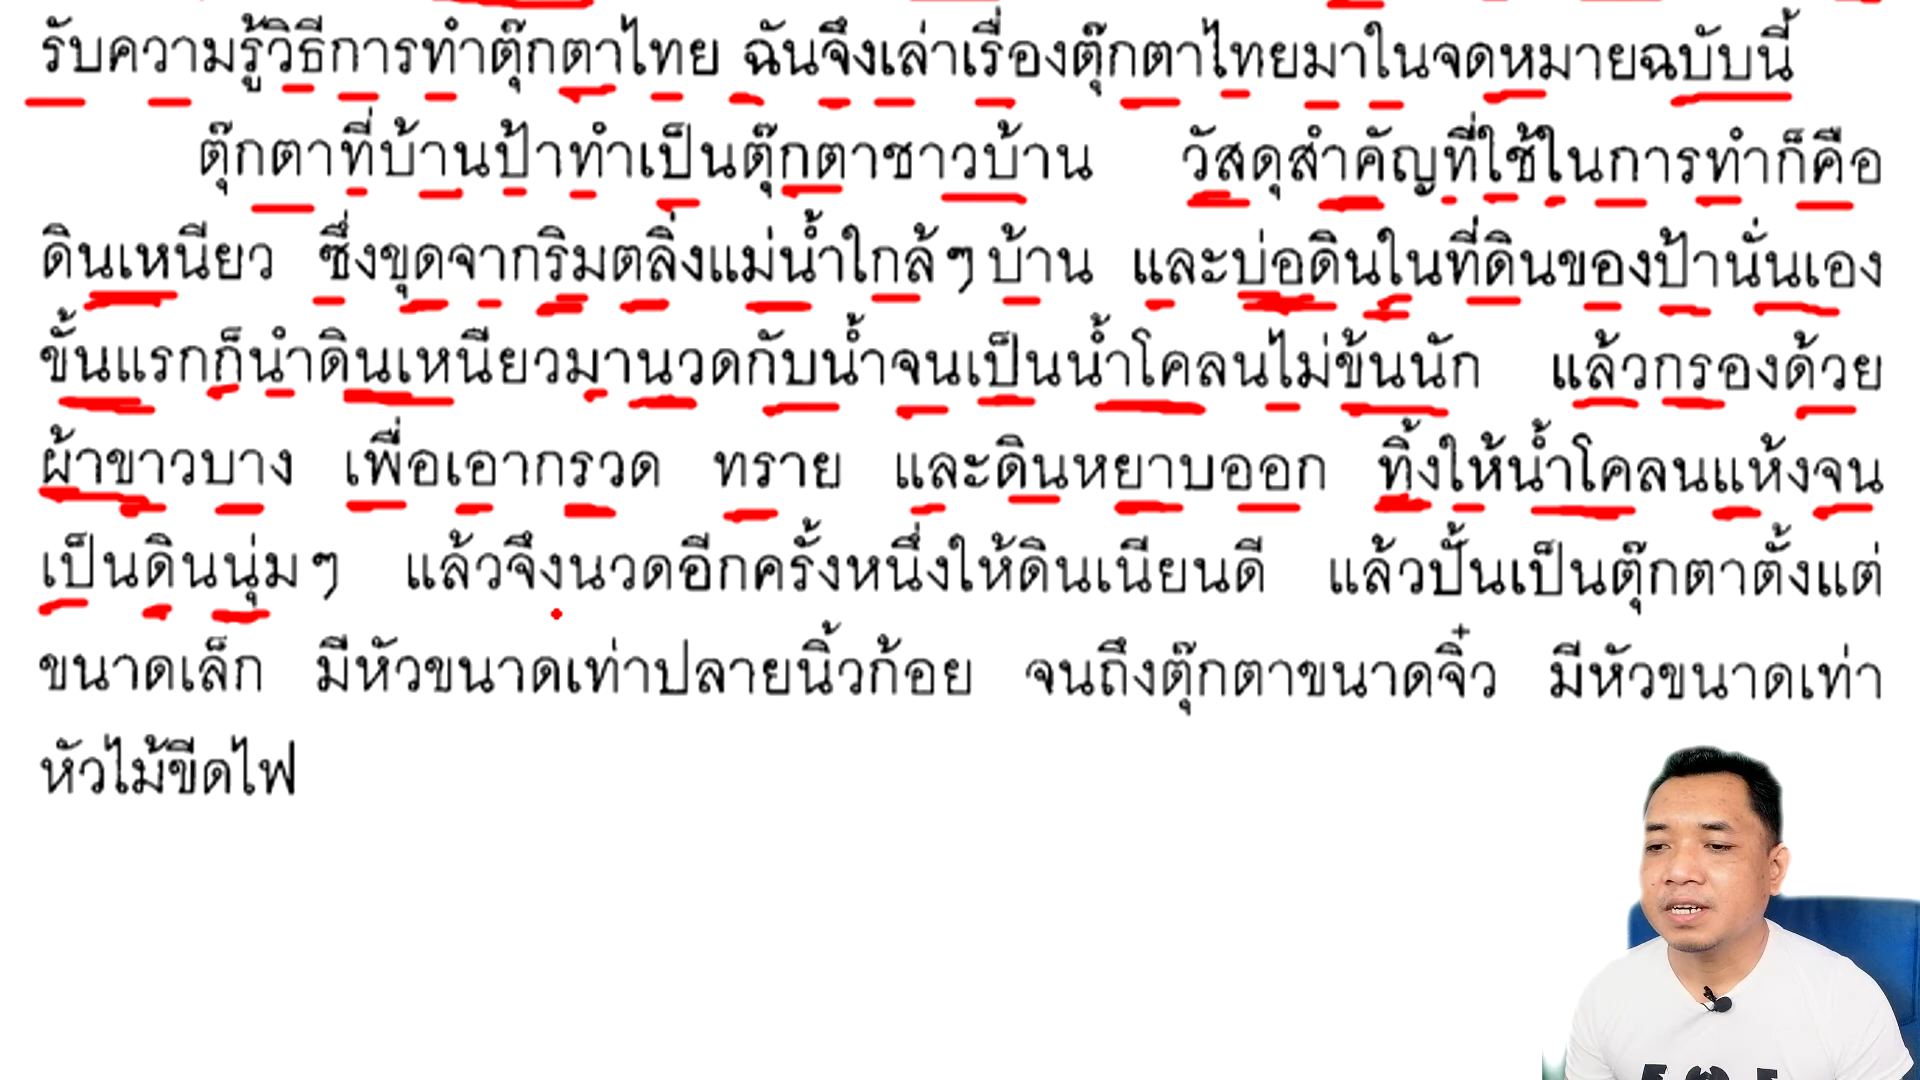 รับความรู้วิธีการทำตุ๊กตาไทย ฉันจึงเล่าเรื่องตุ๊กตาไทยมาในจดหมายฉบับนี้
ตุ๊กตาที่บ้านป้าทำเป็นตุ๊กตาชาวบ้าน วัสดุสำคัญที่ใช้ในการทำก็คือ
ดินเหนียว ซึ่งขุดจากริมตลิ่งแม่น้ำใกล้ๆ บ้าน และบ่อดินในที่ดินของป้านั่นเอง
ขั้นแรกก็นำดินเหนียวมานวดกับน้ำจนเป็นน้ำโคลนไม่ข้นนัก แล้วกรองด้วย
ผ้าขาวบาง เพื่อเอากรวด ทราย และดินหยาบออก ทิ้งให้น้ำโคลนแห้งจน
เป็นดินนุ่มๆ แล้วจึงนวดอีกครั้งหนึ่งให้ดินเนียนดี แล้วปั้นเป็นตุ๊กตาตั้งแต่
ขนาดเล็ก มีหัวขนาดเท่าปลายนิ้วก้อย จนถึงตุ๊กตาขนาดจิ๋ว มีหัวขนาดเท่า
หัวไม้ขีดไฟ